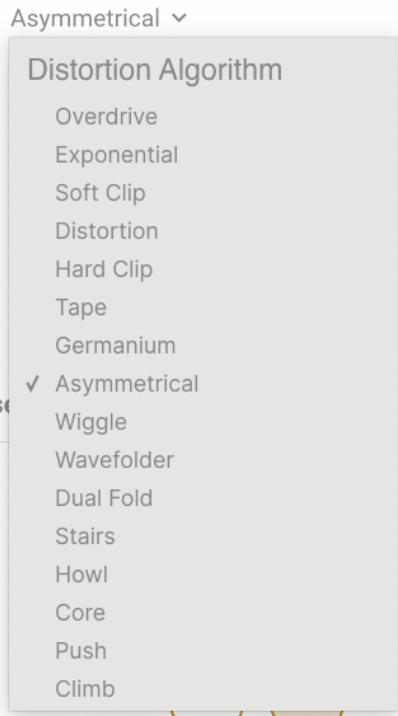 Asymmetrical
Distortion Algorithm
Overdrive
Exponential
Soft Clip
Distortion
Hard Clip
Tape
Germanium
✓ Asymmetrical
Wiggle
Wavefolder
Dual Fold
Stairs
Howl
Core
Push
Climb